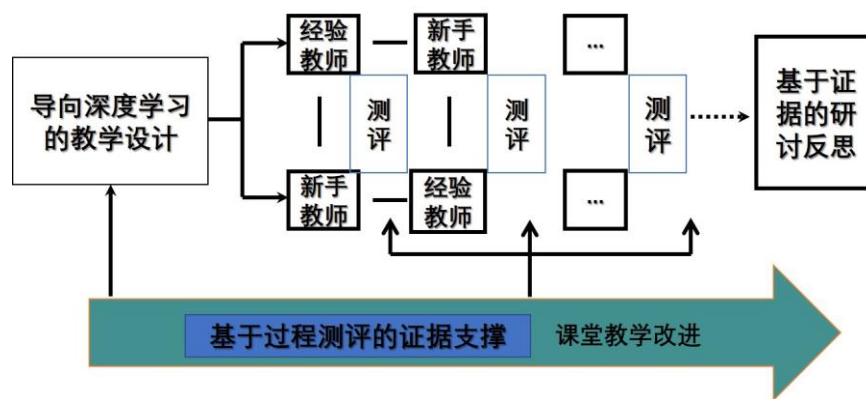 导向深度学习
的教学设计
经验
教师
新手
教师
...
测
评
测
评
测
评
新手
教师
经验
教师
...
基于证
据的研
讨反思
基于过程测评的证据支撑
课堂教学改进